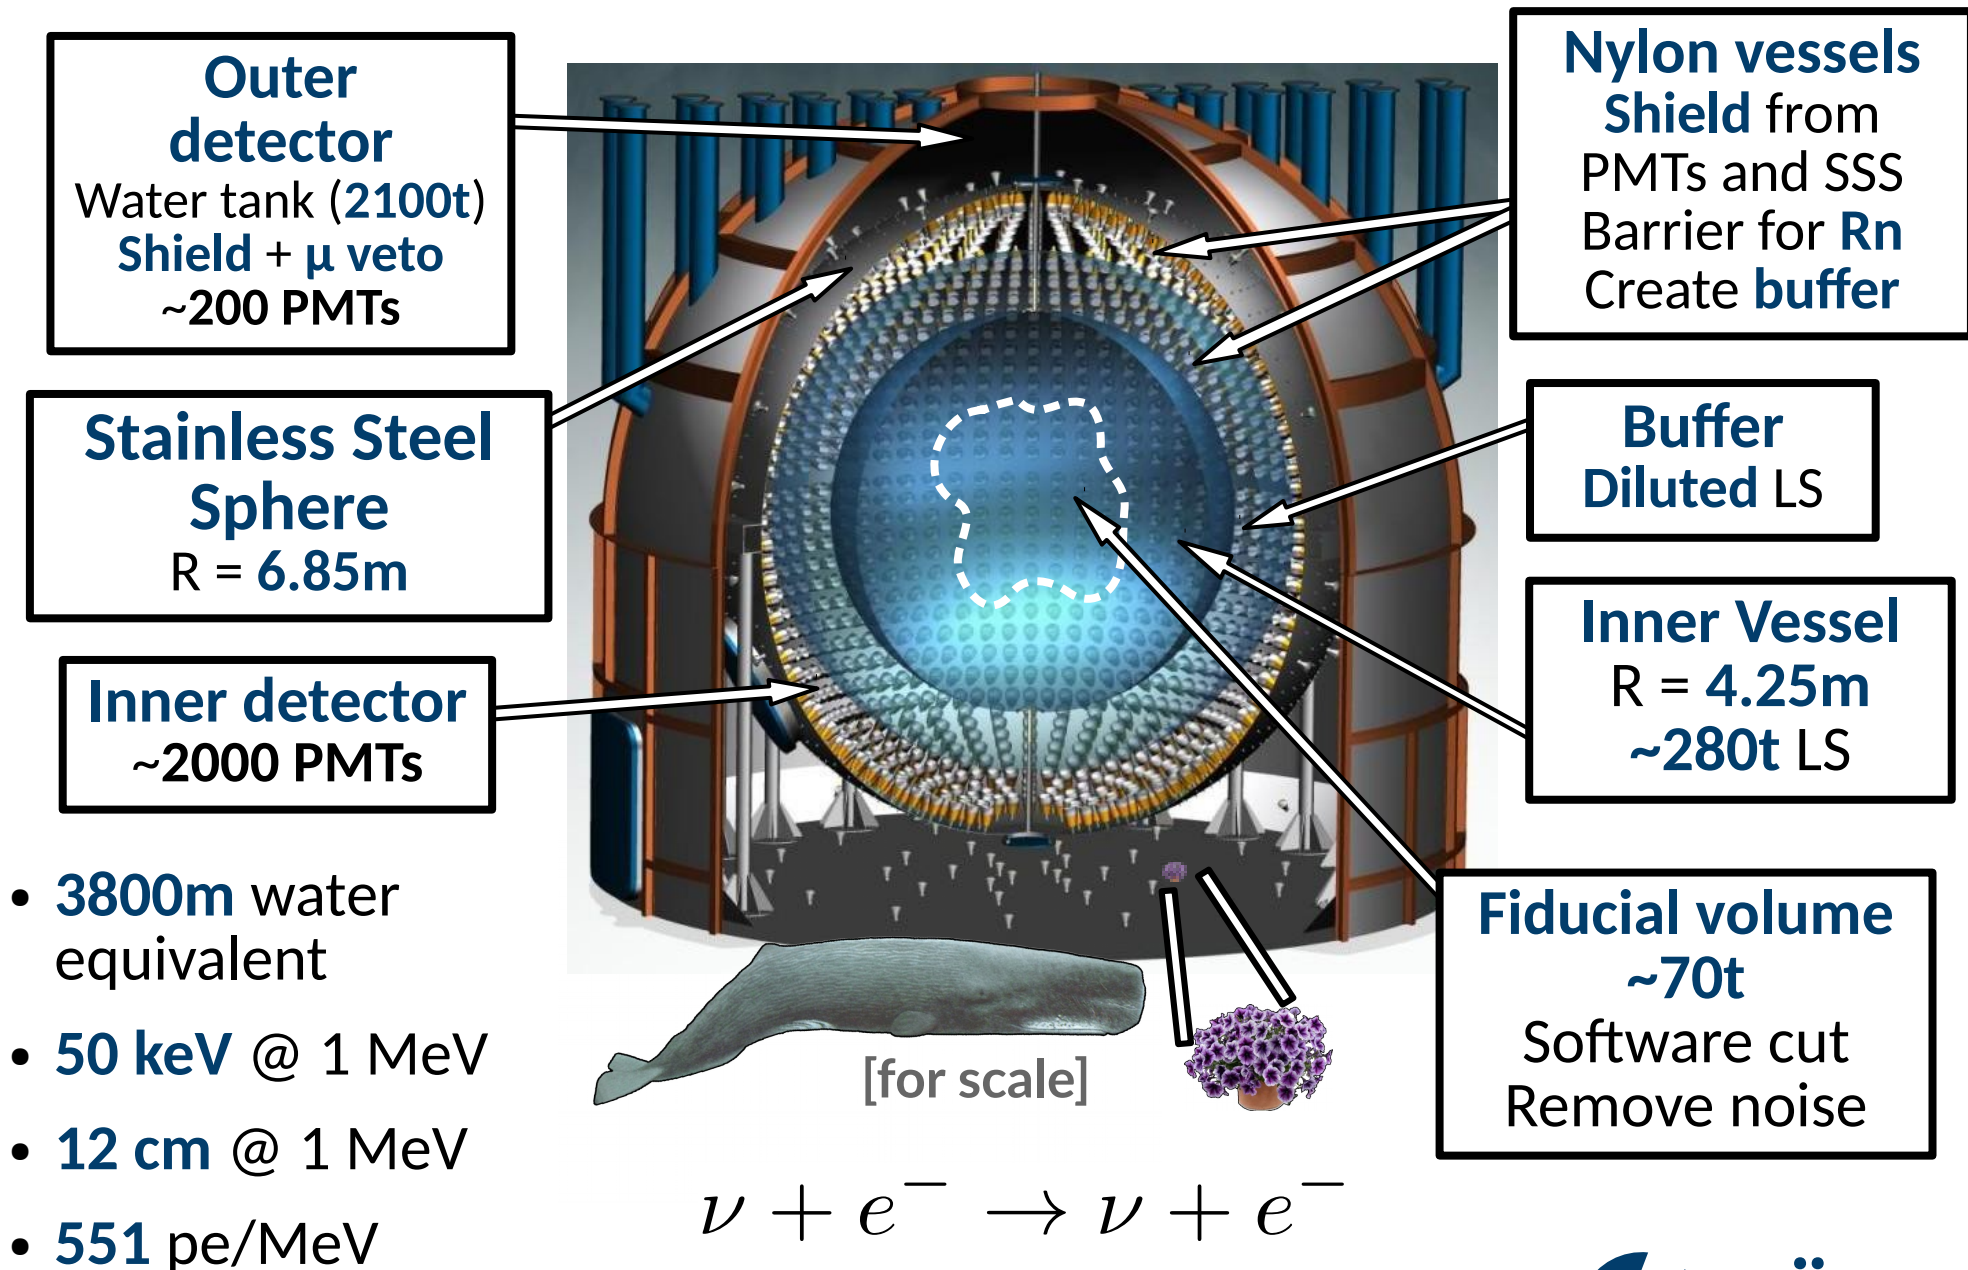 Outer
detector
Water tank (2100t)
Shield + μ veto
~200 PMTs
Nylon vessels
Shield from
PMTs and SSS
Barrier for Rn
Create buffer
Stainless Steel
Sphere
R = 6.85m
Buffer
Diluted LS
Inner detector
~2000 PMTs
Inner Vessel
R = 4.25m
~280t LS
Fiducial volume
~70t
Software cut
Remove noise
• 3800m water
equivalent
• 50 keV @ 1 MeV
• 12 cm @ 1 MeV
• 551 pe/MeV
[for scale]
ν + e⁻ → ν + e⁻